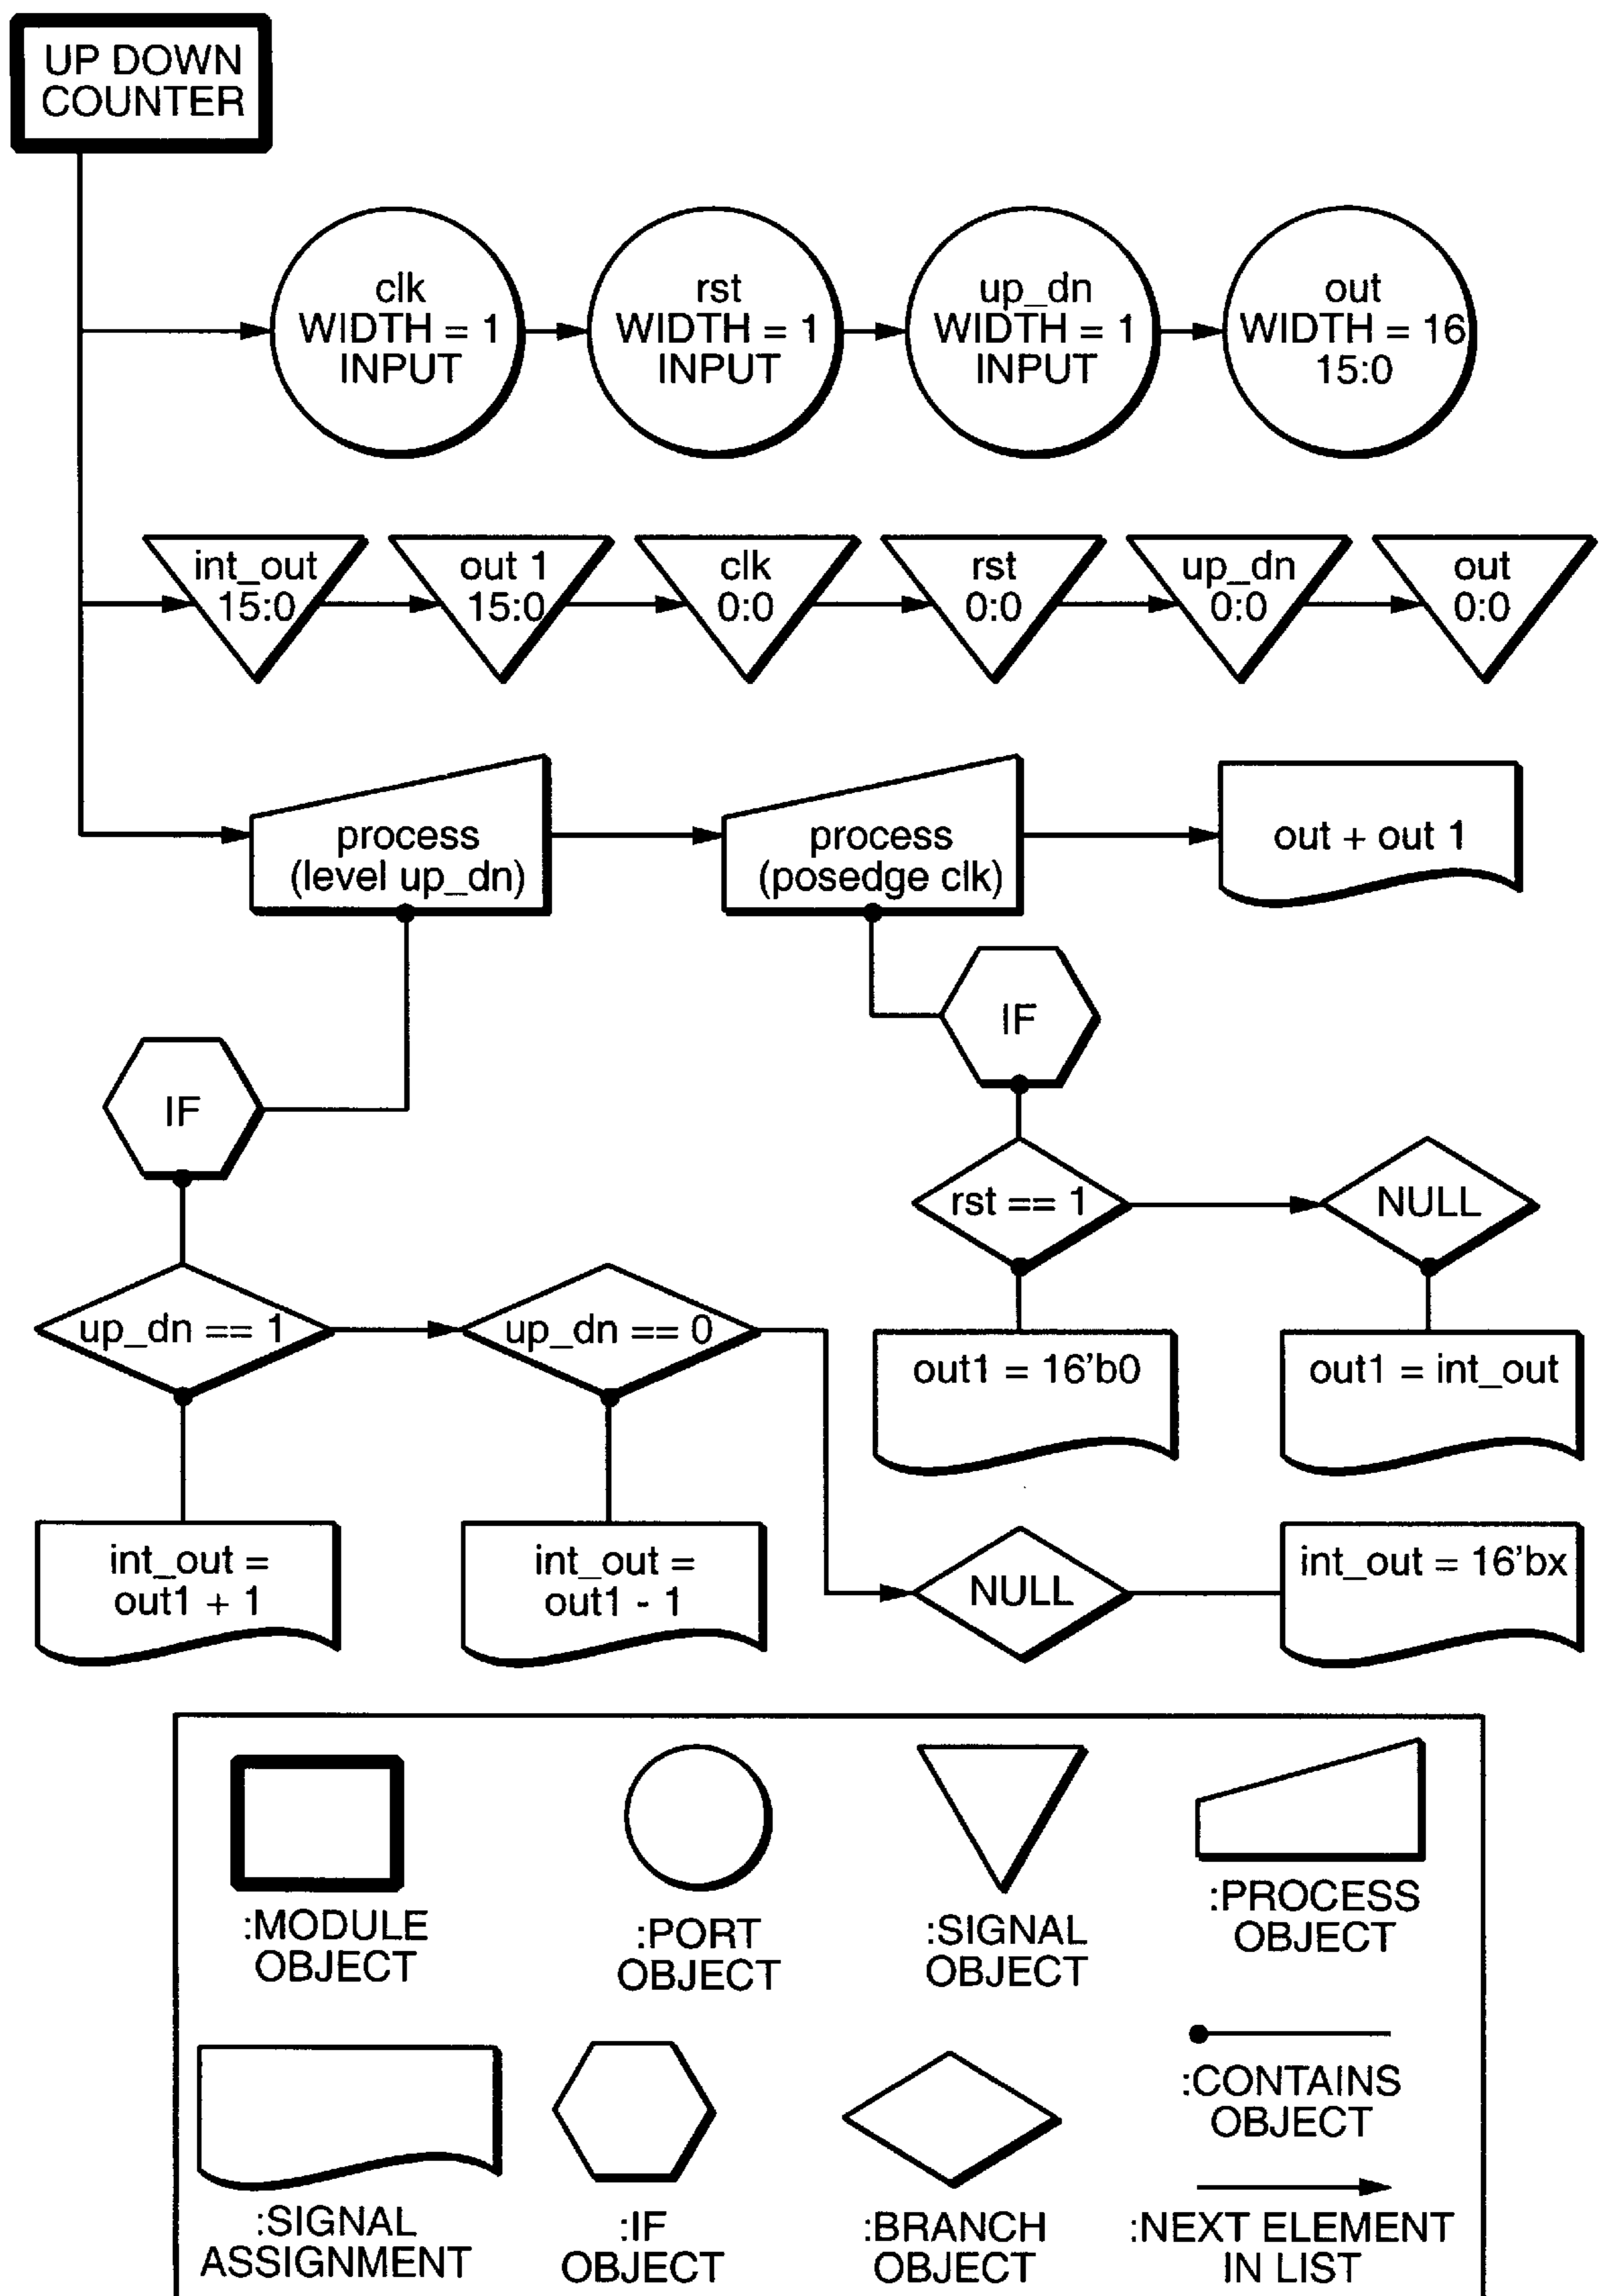 UP DOWN
COUNTER
clk
WIDTH = 1
INPUT
rst
WIDTH = 1
INPUT
up_dn
WIDTH = 1
INPUT
out
WIDTH = 16
15:0
int_out
15:0
out 1
15:0
clk
0:0
rst
0:0
up_dn
0:0
out
0:0
process
(level up_dn)
process
(posedge clk)
out + out 1
IF
IF
rst == 1
NULL
up_dn == 1
up_dn == 0
out1 = 16'b0
out1 = int_out
int_out =
out1 + 1
int_out =
out1 - 1
NULL
int_out = 16'bx
:MODULE
OBJECT
:PORT
OBJECT
:SIGNAL
OBJECT
:PROCESS
OBJECT
:CONTAINS
OBJECT
:SIGNAL
ASSIGNMENT
:IF
OBJECT
:BRANCH
OBJECT
:NEXT ELEMENT
IN LIST